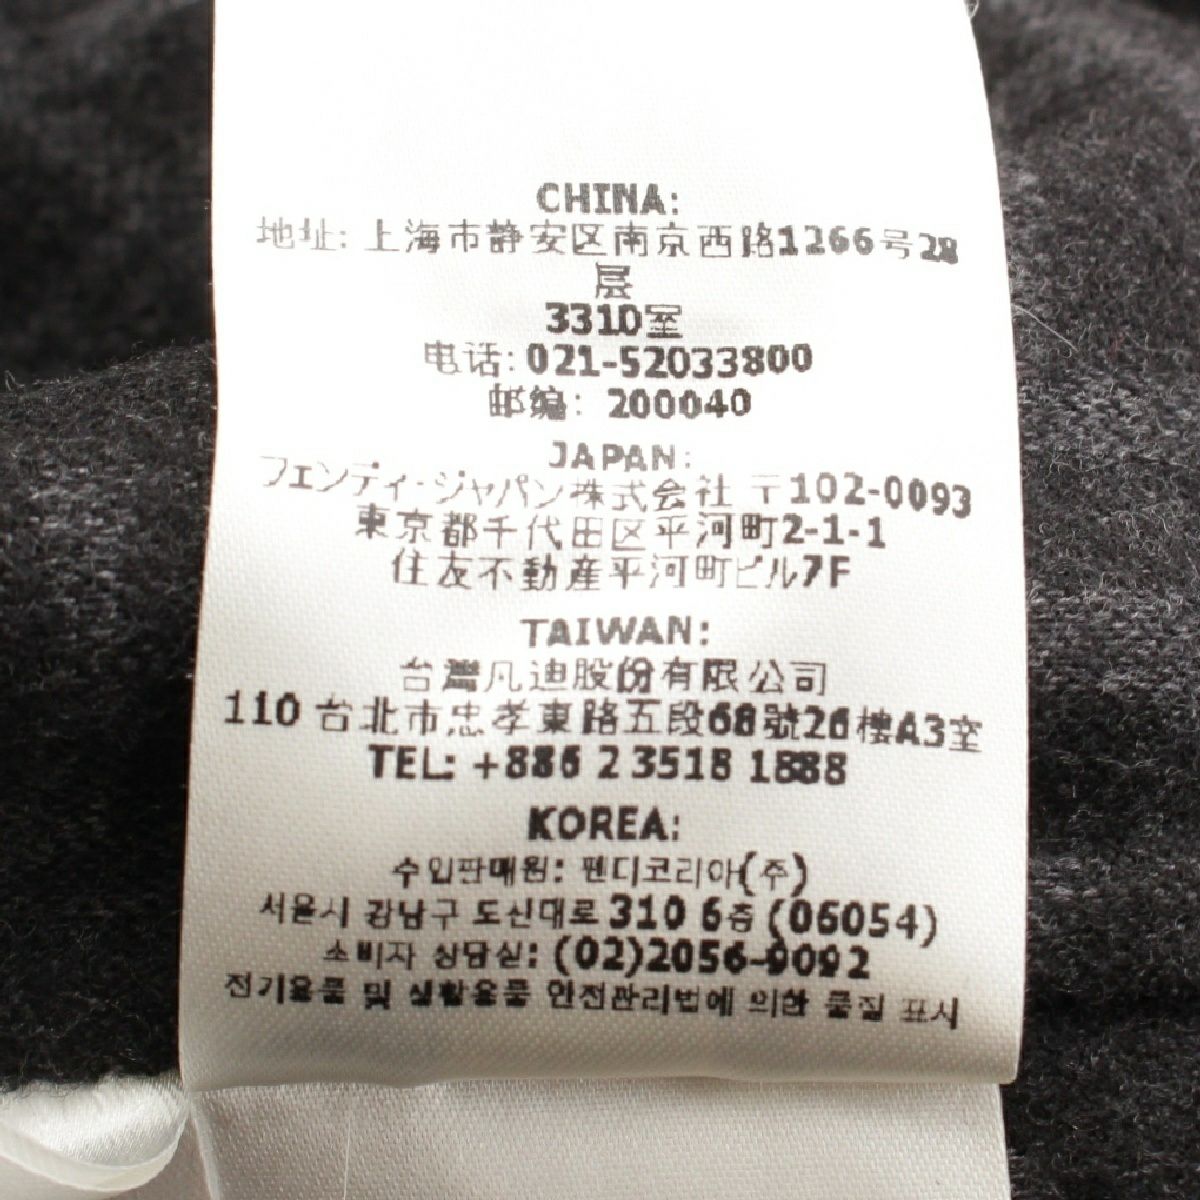 CHINA:
地址: 上海市静安区南京西路1266号28
层
3310室
电话: 021-52033800
邮编: 200040
JAPAN:
フェンディ・ジャパン株式会社 〒102-0093
東京都千代田区平河町2-1-1
住友不動産平河町ビル7F
TAIWAN:
台灣凡迪股份有限公司
110 台北市忠孝東路五段68號26樓A3室
TEL: +886 2 3518 1888
KOREA:
수입판매원: 펜디코리아(주)
서울시 강남구 도산대로 310 6층 (06054)
소비자 상담실: (02)2056-9092
전기용품 및 생활용품 안전관리법에 의한 품질 표시